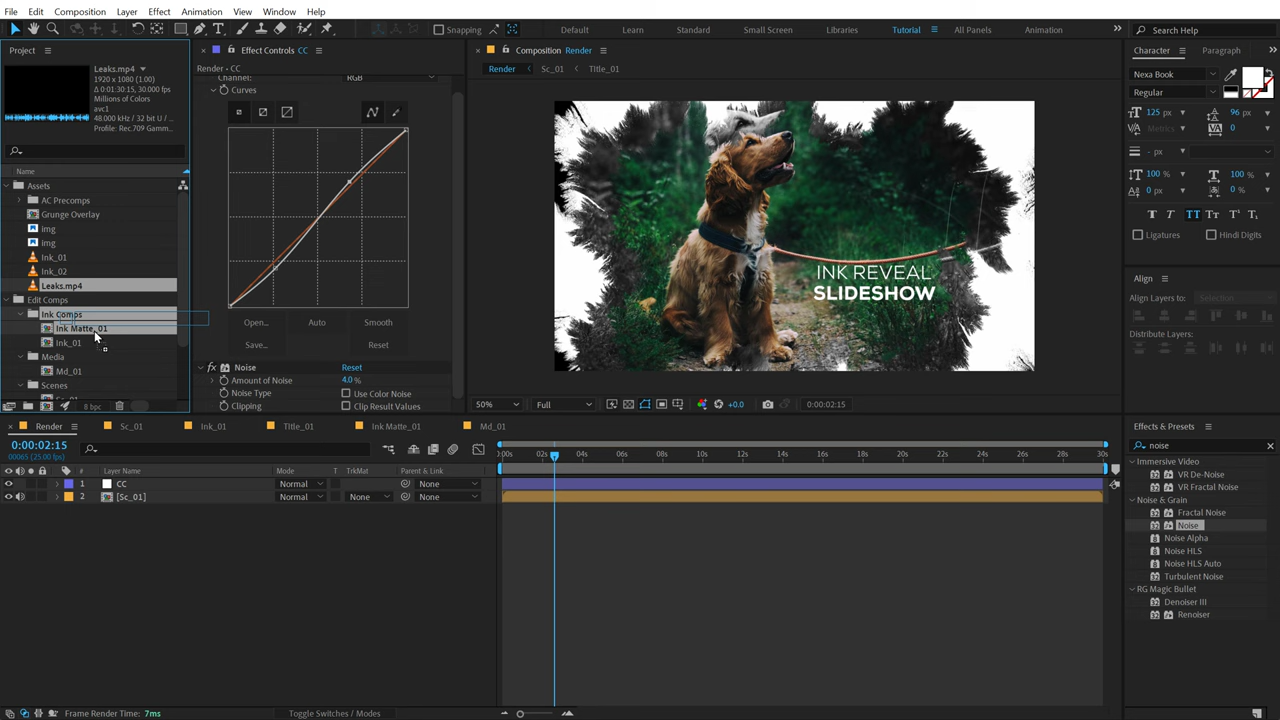 File Edit Composition Layer Effect Animation View Window Help
Snapping Default Learn Standard Small Screen Libraries Tutorial All Panels Animation Search Help
Project
Leaks.mp4
1920 x 1080 (1.00)
Δ 0:01:30:15, 30.000 fps
Millions of Colors
avc1
48.000 kHz / 32 bit U /
Profile: Rec.709 Gamm
Name
Assets
AC Precomps
Grunge Overlay
img
img
Ink_01
Ink_02
Leaks.mp4
Edit Comps
Ink Comps
Ink Matte_01
Ink_01
Media
Md_01
Scenes
8 bpc
Effect Controls CC
Render • CC
Channel: RGB
Curves
Open... Auto Smooth
Save... Reset
fx Noise Reset
Amount of Noise 4.0 %
Noise Type Use Color Noise
Clipping Clip Result Values
Composition Render
Render Sc_01 Title_01
INK REVEAL
SLIDESHOW
50% Full +0.0 0:00:02:15
Character Paragraph
Nexa Book
Regular
125 px 96 px
Metrics 0
- px
100 % 100 %
0 px 0 %
T T TT Tт T¹ T₁
Ligatures Hindi Digits
Align
Align Layers to: Selection
Distribute Layers:
Render Sc_01 Ink_01 Title_01 Ink Matte_01 Md_01
0:00:02:15
00065 (25.00 fps)
# Layer Name Mode T TrkMat Parent & Link
1 CC Normal None
2 [Sc_01] Normal None None
:00s 02s 04s 06s 08s 10s 12s 14s 16s 18s 20s 22s 24s 26s 28s 30s
Effects & Presets
noise
Immersive Video
VR De-Noise
VR Fractal Noise
Noise & Grain
Fractal Noise
Noise
Noise Alpha
Noise HLS
Noise HLS Auto
Turbulent Noise
RG Magic Bullet
Denoiser III
Renoiser
Frame Render Time: 7ms Toggle Switches / Modes